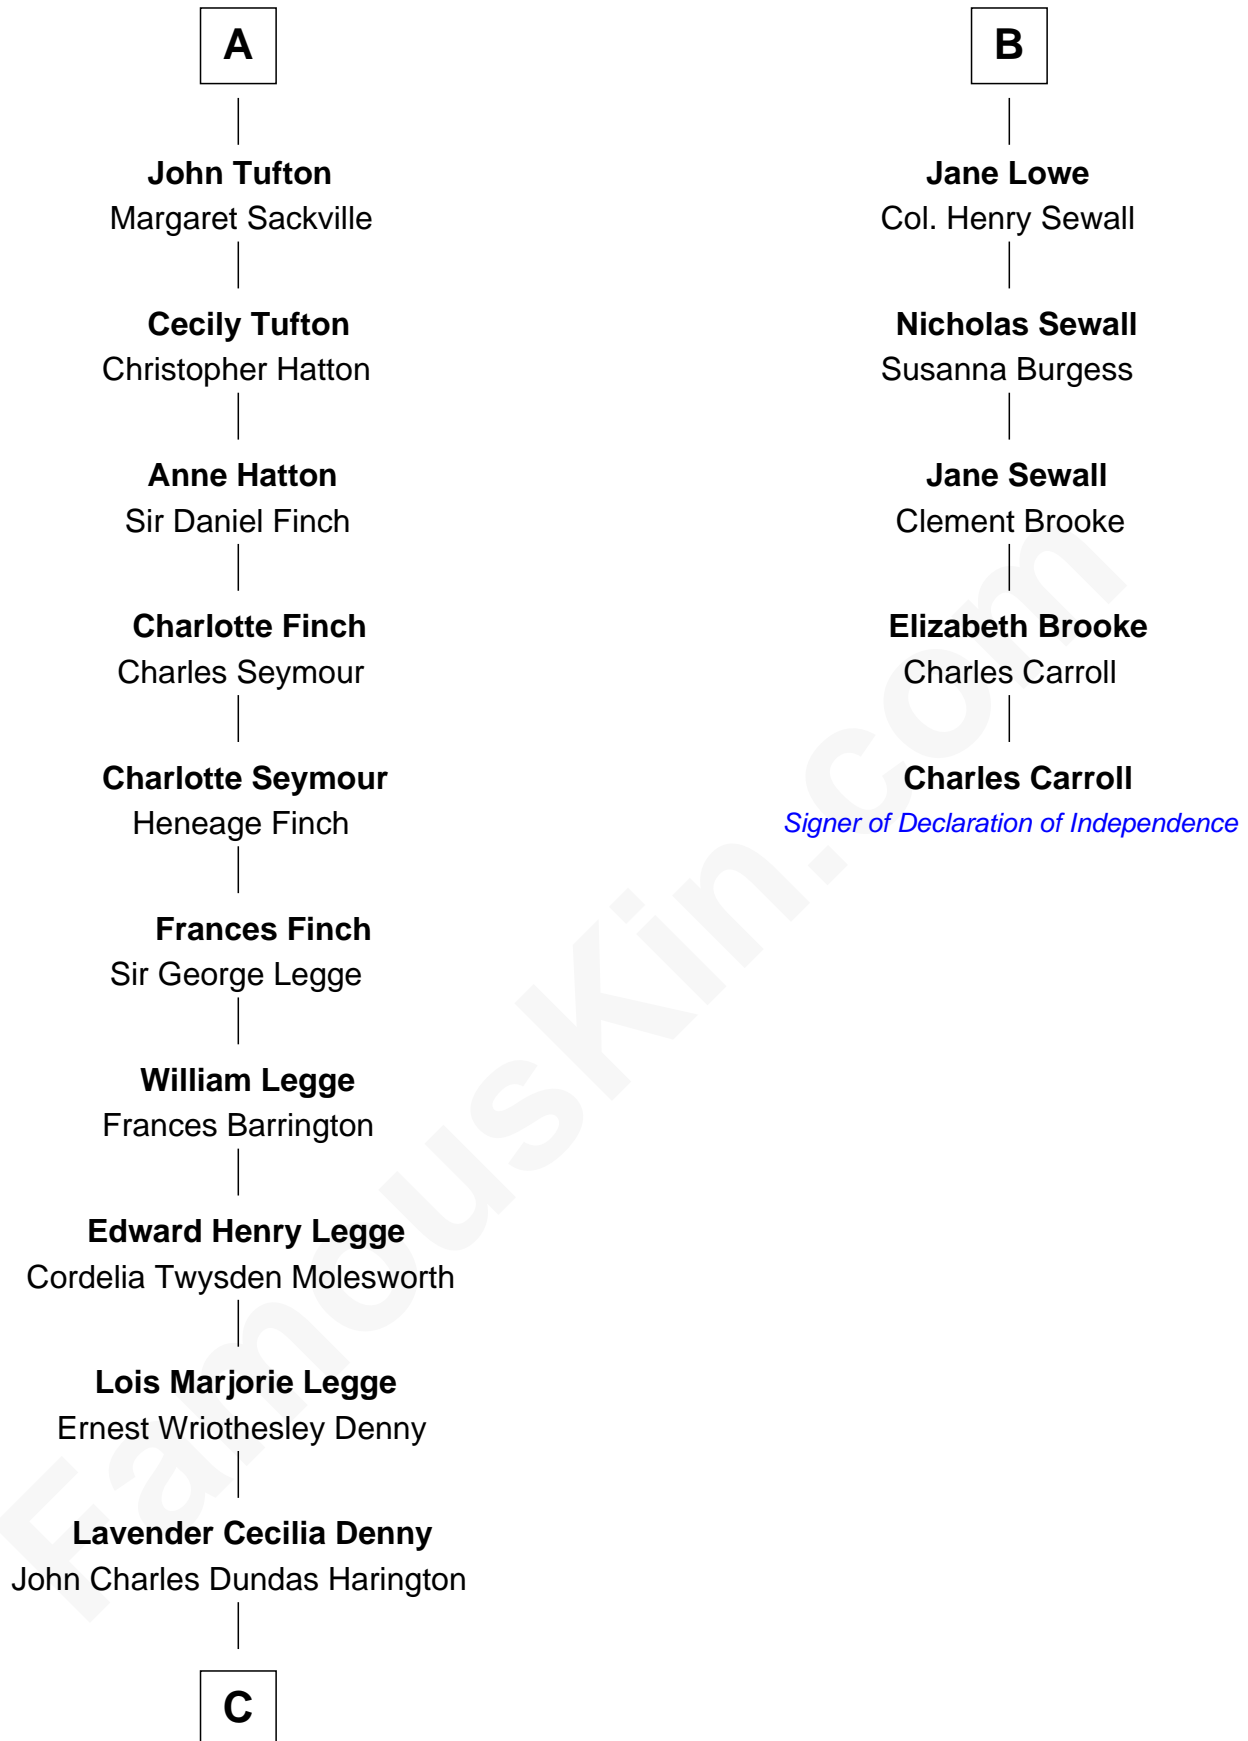 A
John Tufton
Margaret Sackville
Cecily Tufton
Christopher Hatton
Anne Hatton
Sir Daniel Finch
Charlotte Finch
Charles Seymour
Charlotte Seymour
Heneage Finch
Frances Finch
Sir George Legge
William Legge
Frances Barrington
Edward Henry Legge
Cordelia Twysden Molesworth
Lois Marjorie Legge
Ernest Wriothesley Denny
Lavender Cecilia Denny
John Charles Dundas Harington
C
B
Jane Lowe
Col. Henry Sewall
Nicholas Sewall
Susanna Burgess
Jane Sewall
Clement Brooke
Elizabeth Brooke
Charles Carroll
Charles Carroll
Signer of Declaration of Independence
FamousKin.com